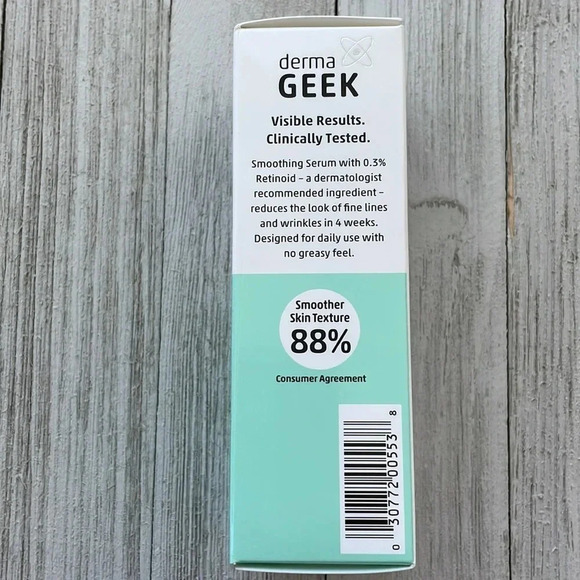 derma
GEEK
Visible Results.
Clinically Tested.
Smoothing Serum with 0.3%
Retinoid – a dermatologist
recommended ingredient –
reduces the look of fine lines
and wrinkles in 4 weeks.
Designed for daily use with
no greasy feel.
Smoother
Skin Texture
88%
Consumer Agreement
0 30772 00553 8